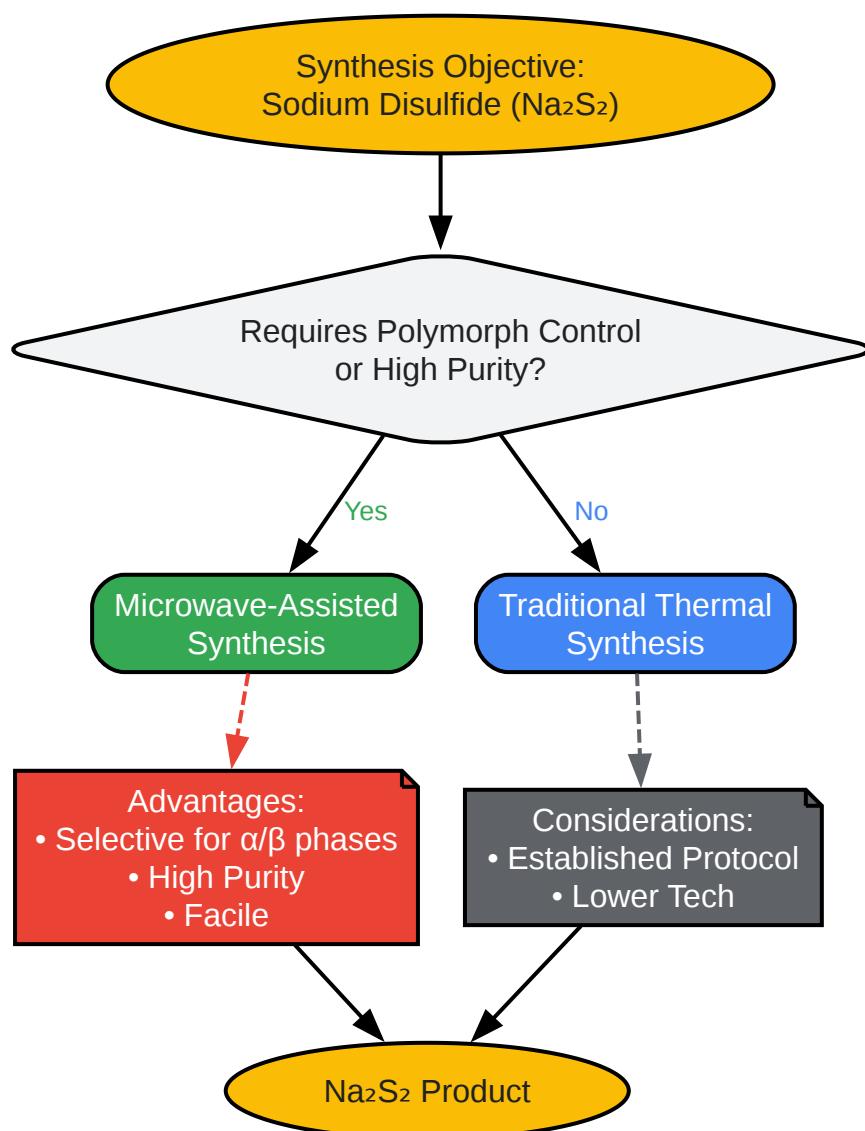 Synthesis Objective:
Sodium Disulfide (Na₂S₂)
Requires Polymorph Control
or High Purity?
Yes
No
Microwave-Assisted
Synthesis
Traditional Thermal
Synthesis
Advantages:
• Selective for α/β phases
• High Purity
• Facile
Considerations:
• Established Protocol
• Lower Tech
Na₂S₂ Product